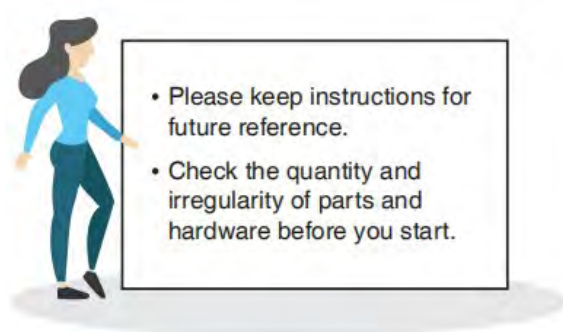 • Please keep instructions for
future reference.
• Check the quantity and
irregularity of parts and
hardware before you start.